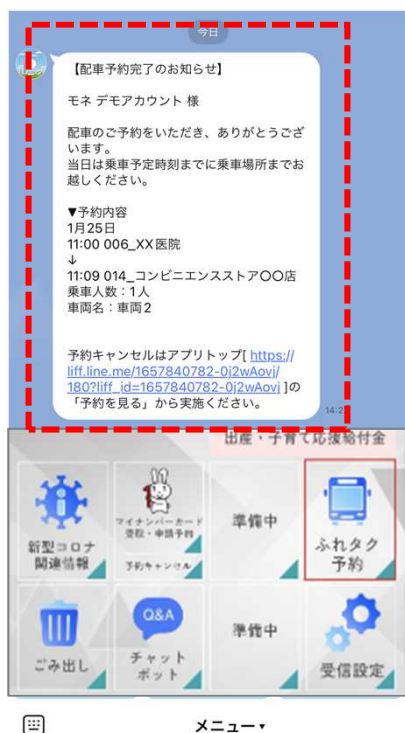 今日
【配車予約完了のお知らせ】
モネ デモアカウント 様
配車のご予約をいただき、ありがとうござ
います。
当日は乗車予定時刻までに乗車場所までお
越しください。
▼予約内容
1月25日
11:00 006_XX医院
↓
11:09 014_コンビニエンスストア〇〇店
乗車人数：1人
車両名：車両2
予約キャンセルはアプリトップ[ https://
liff.line.me/1657840782-0j2wAovj/
180?liff_id=1657840782-0j2wAovj ]の
「予約を見る」から実施ください。
出産・子育て応援給付金
新型コロナ
関連情報
マイナンバーカード
受取・申請予約
予約キャンセル
準備中
ふれタク
予約
ごみ出し
Q&A
チャット
ボット
準備中
受信設定
メニュー▼